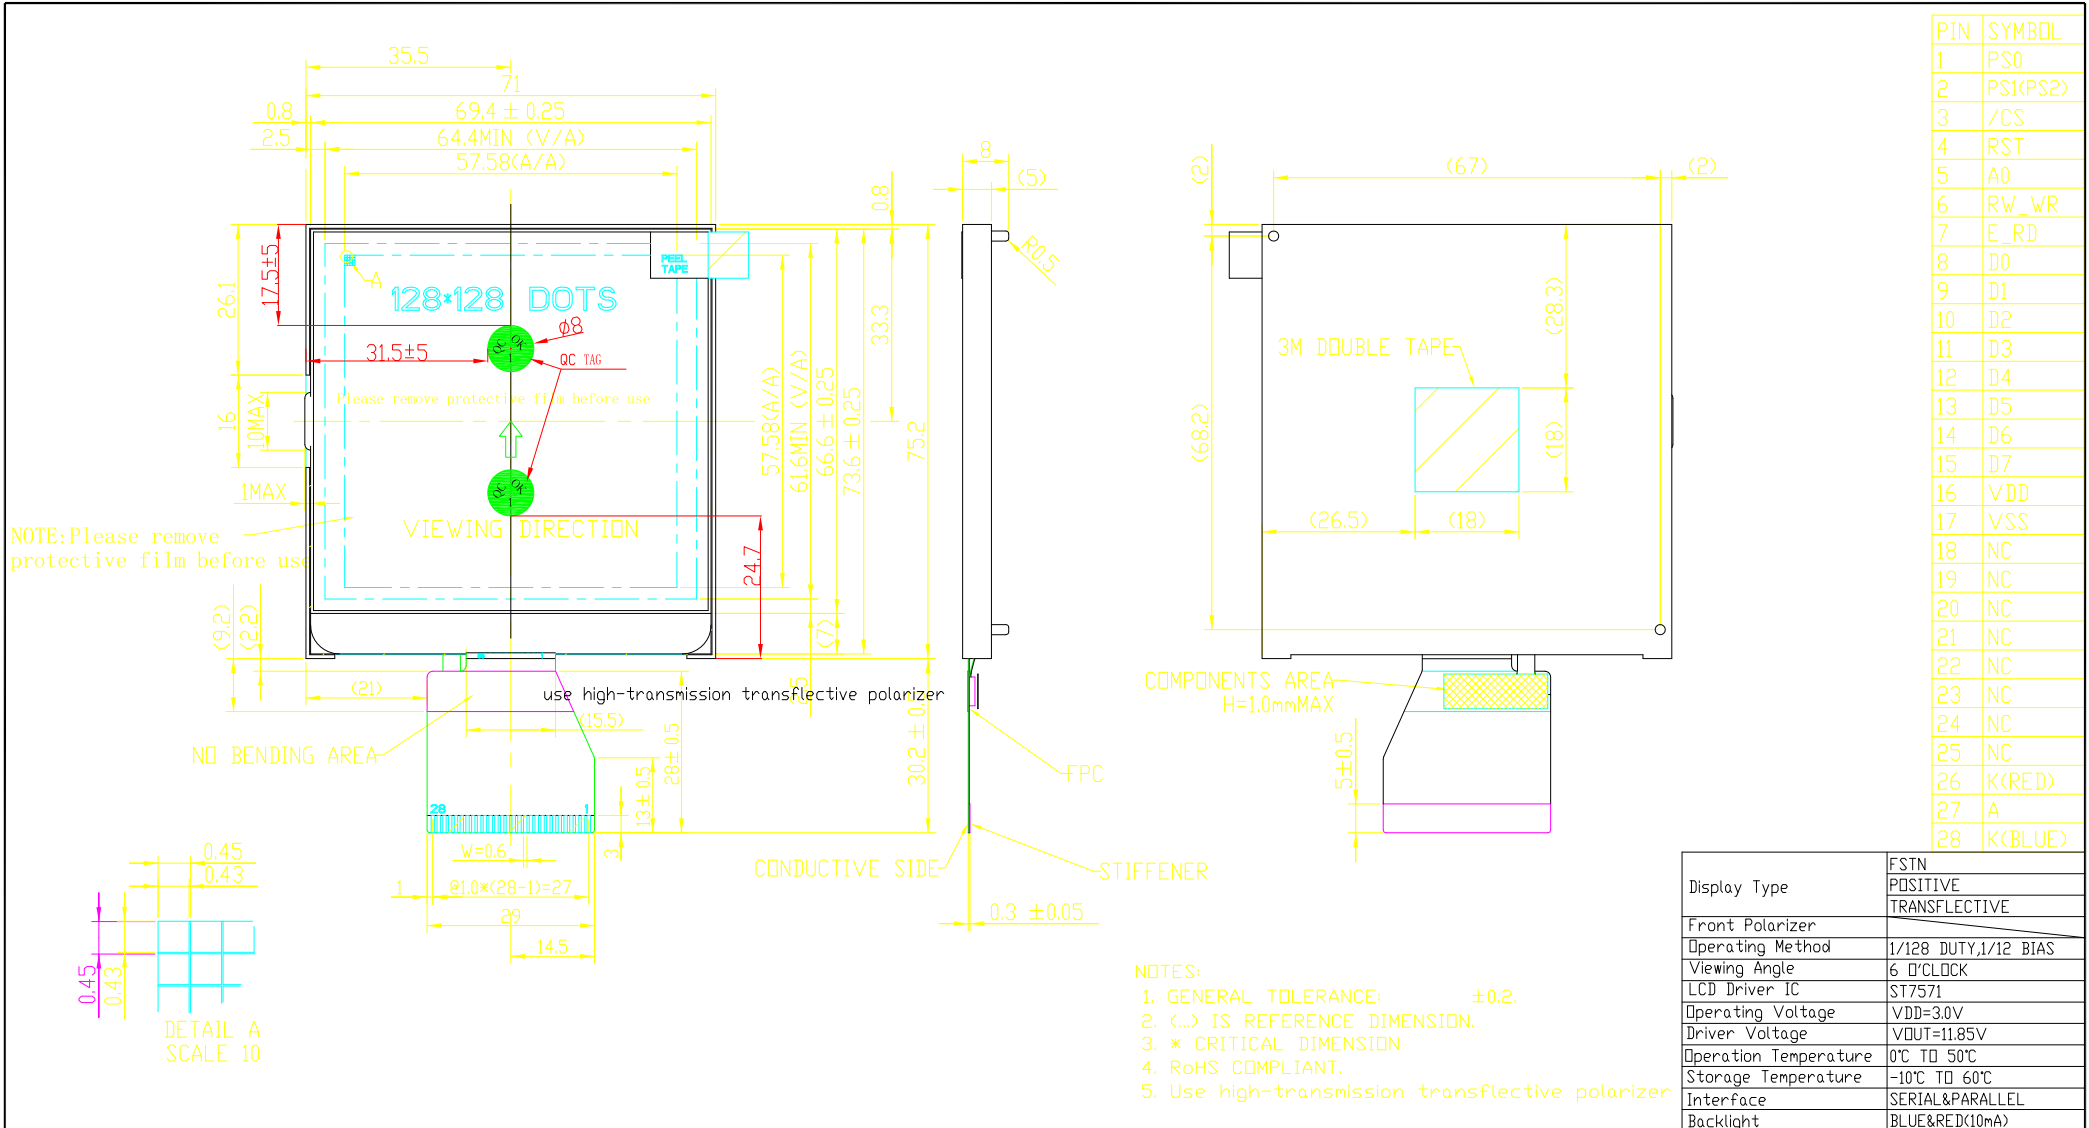 35.5
71
0.8
69.4 ± 0.25
2.5
64.4MIN (V/A)
57.58(A/A)
17.5±5
26.1
A
PEEL
TAPE
128*128 DOTS
Ø8
31.5±5
QC OK
1
QC TAG
Please remove protective film before use
16
10MAX
1MAX
QC OK
1
VIEWING DIRECTION
NOTE:Please remove
protective film before use
24.7
57.58(A/A)
61.6MIN (V/A)
66.6 ± 0.25
73.6 ± 0.25
33.3
0.8
75.2
(9.2)
(2.2)
(7)
(21)
use high-transmission transflective polarizer
(15.5)
NO BENDING AREA
28±0.5
13±0.5
28
1
3
W=0.6
1
@1.0*(28-1)=27
29
14.5
0.45
0.43
0.45
0.43
DETAIL A
SCALE 10
8
(5)
R0.5
FPC
CONDUCTIVE SIDE
STIFFENER
0.3 ±0.05
(2)
(67)
(2)
(28.3)
3M DOUBLE TAPE
(68.2)
(18)
(26.5)
(18)
COMPONENTS AREA
H=1.0mmMAX
5±0.5
NOTES:
1. GENERAL TOLERANCE: ±0.2.
2. (...) IS REFERENCE DIMENSION.
3. * CRITICAL DIMENSION
4. RoHS COMPLIANT.
5. Use high-transmission transflective polarizer
PIN SYMBOL
1 PS0
2 PS1(PS2)
3 /CS
4 RST
5 A0
6 RW_WR
7 E_RD
8 D0
9 D1
10 D2
11 D3
12 D4
13 D5
14 D6
15 D7
16 VDD
17 VSS
18 NC
19 NC
20 NC
21 NC
22 NC
23 NC
24 NC
25 NC
26 K(RED)
27 A
28 K(BLUE)
Display Type
FSTN
POSITIVE
TRANSFLECTIVE
Front Polarizer
Operating Method 1/128 DUTY,1/12 BIAS
Viewing Angle 6 O'CLOCK
LCD Driver IC ST7571
Operating Voltage VDD=3.0V
Driver Voltage VOUT=11.85V
Operation Temperature 0℃ TO 50℃
Storage Temperature -10℃ TO 60℃
Interface SERIAL&PARALLEL
Backlight BLUE&RED(10mA)